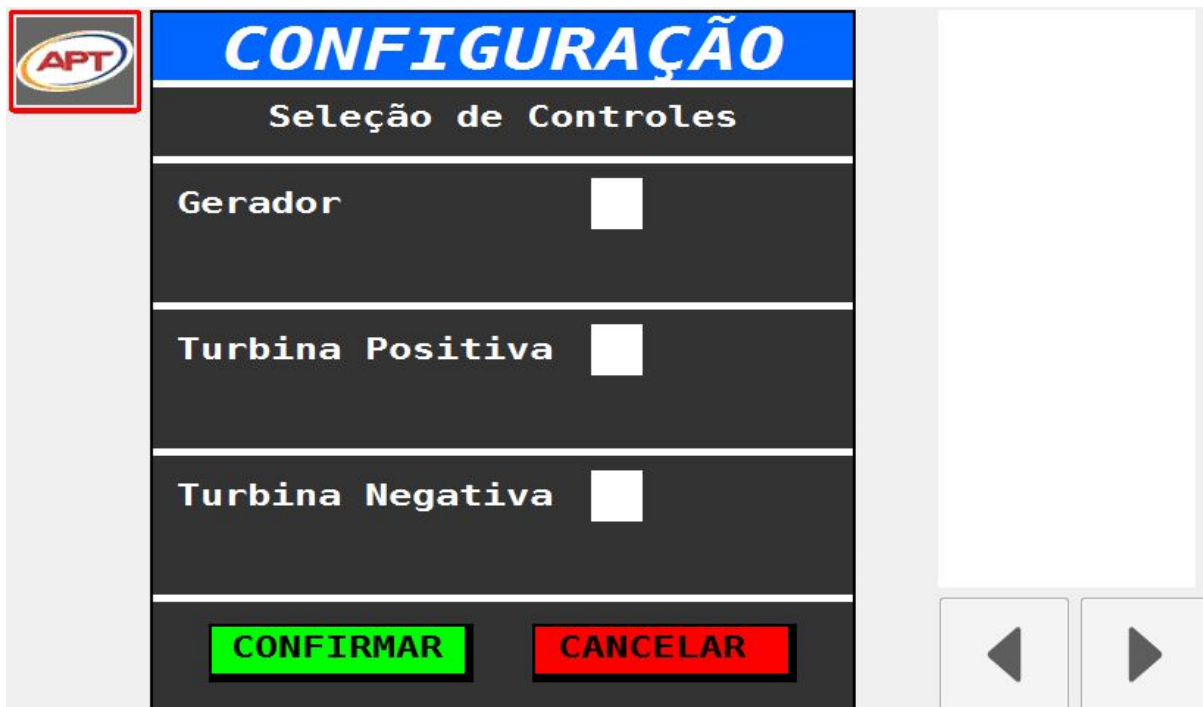 APT
CONFIGURAÇÃO
Seleção de Controles
Gerador
Turbina Positiva
Turbina Negativa
CONFIRMAR CANCELAR